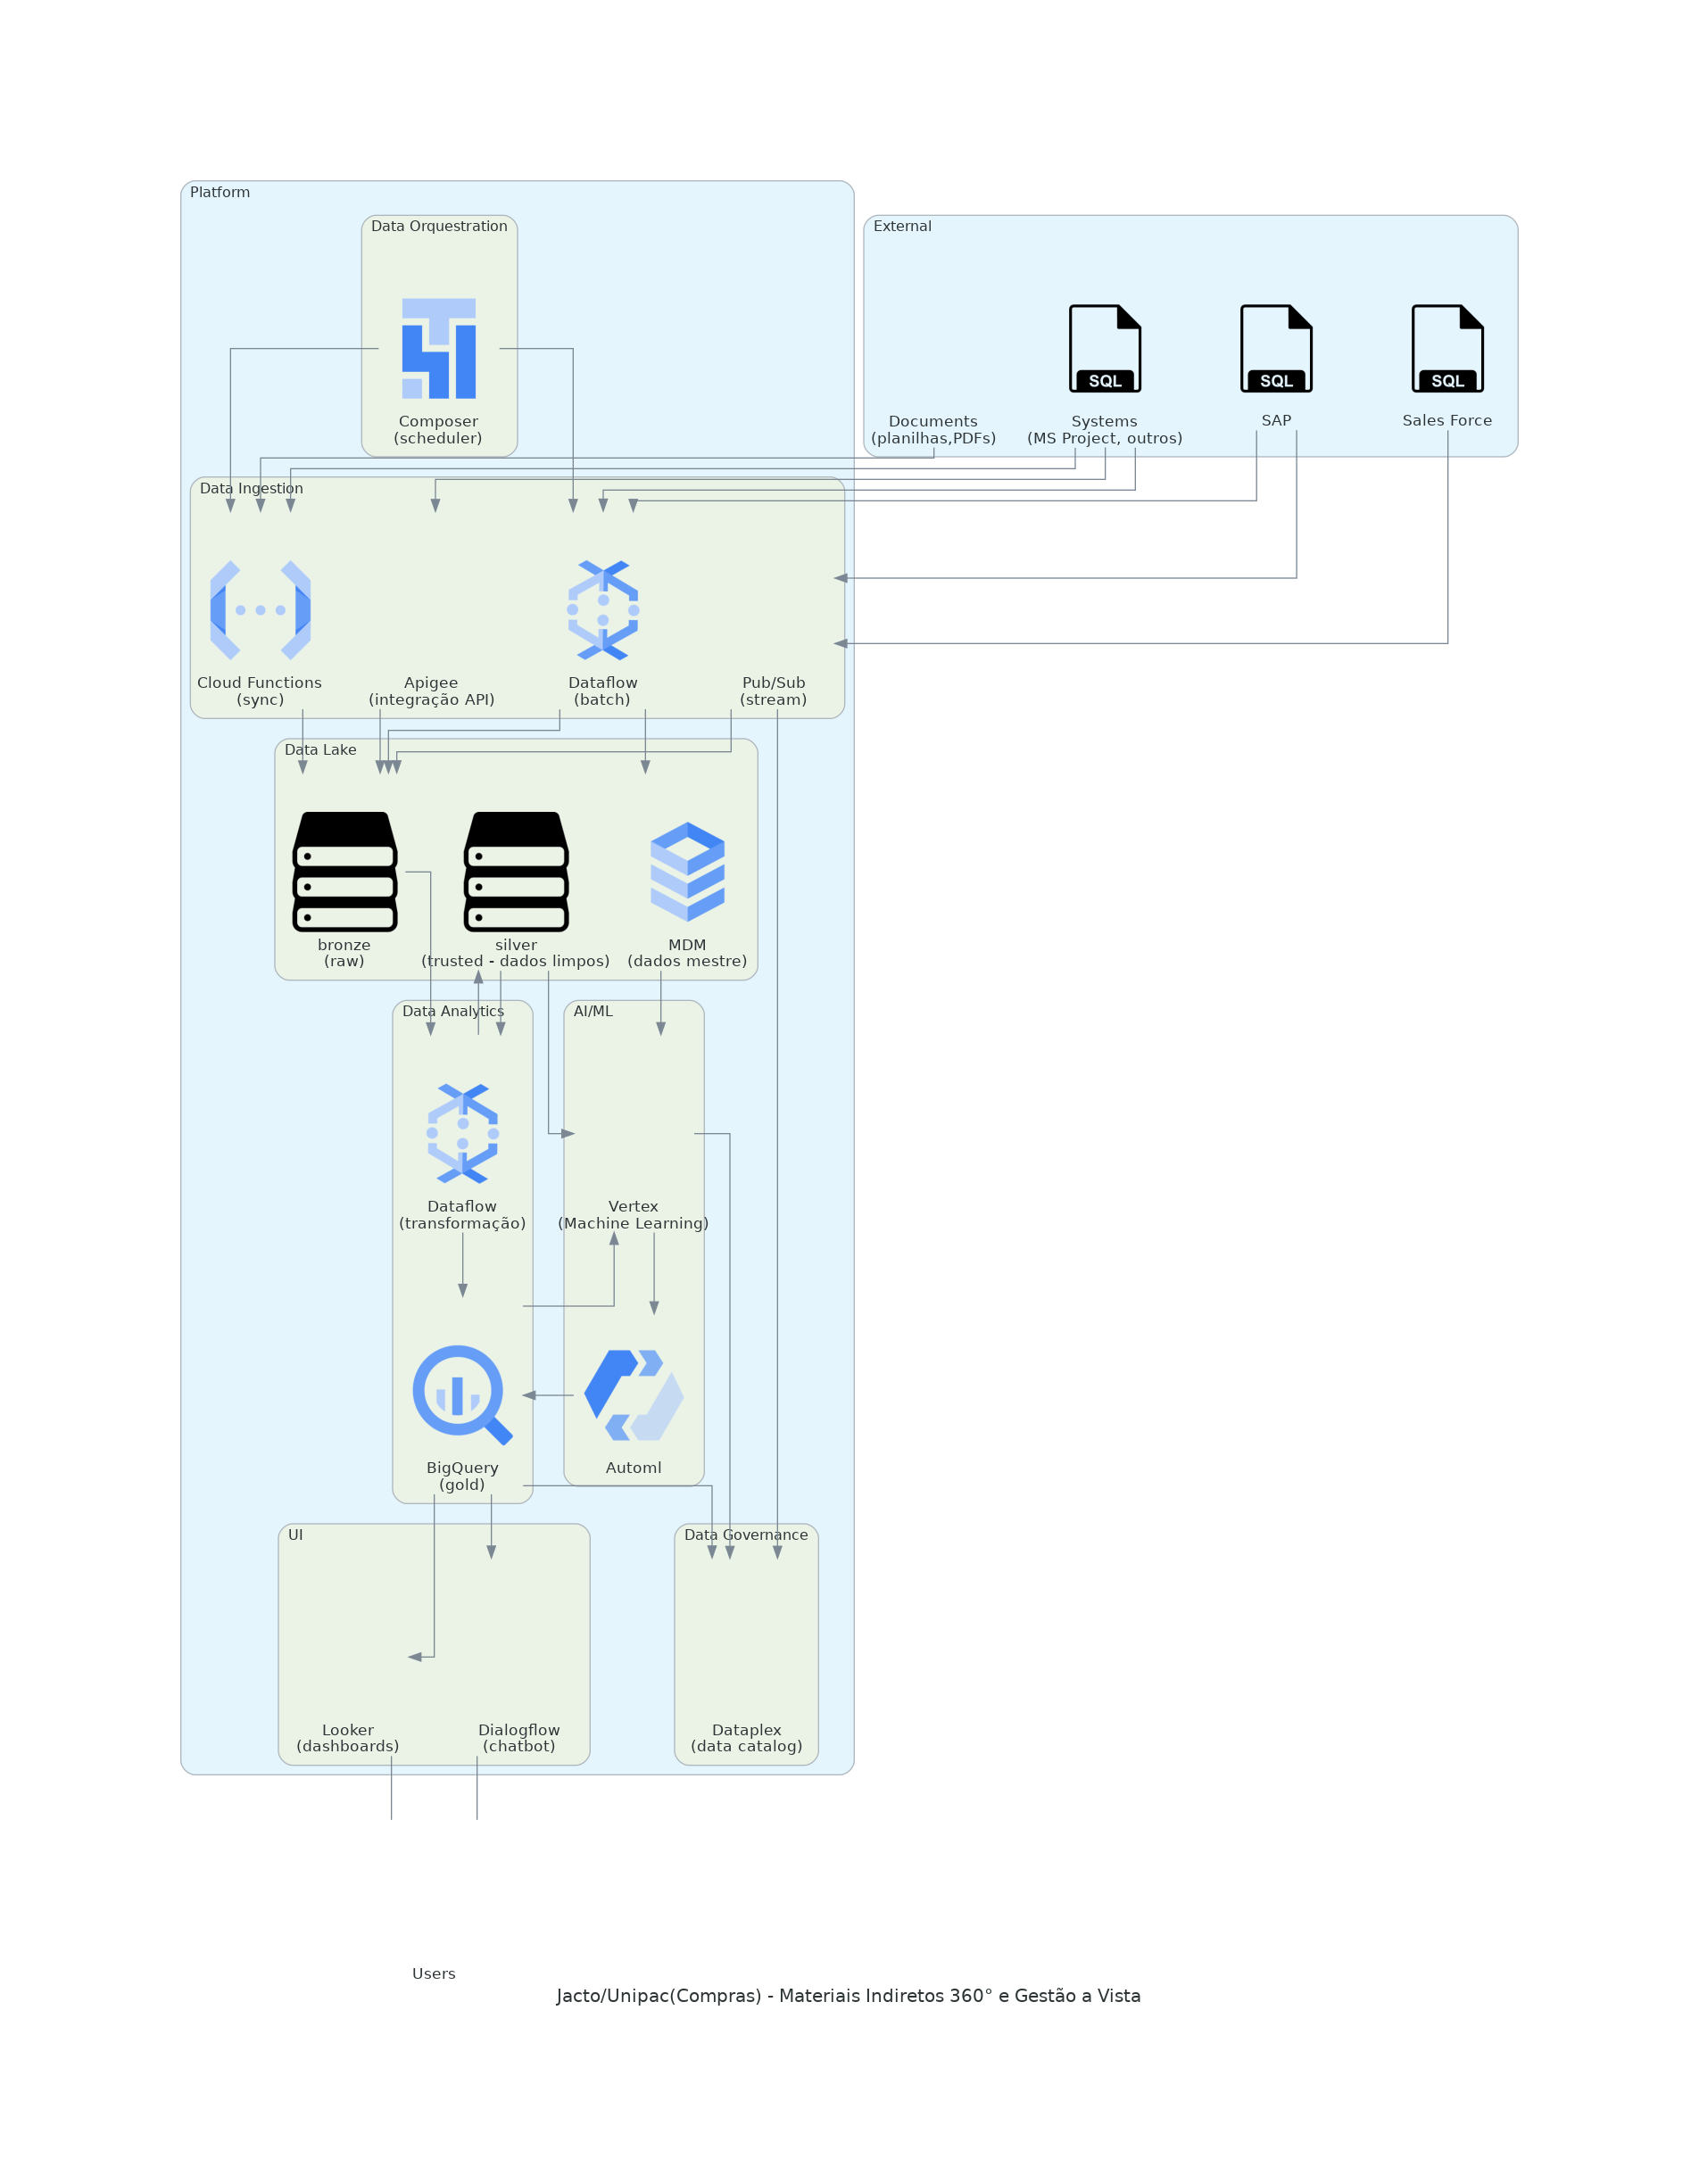 Platform
Data Orquestration
Composer
(scheduler)
External
SQL
SQL
SQL
Documents
(planilhas,PDFs)
Systems
(MS Project, outros)
SAP
Sales Force
Data Ingestion
Cloud Functions
(sync)
Apigee
(integração API)
Dataflow
(batch)
Pub/Sub
(stream)
Data Lake
bronze
(raw)
silver
(trusted - dados limpos)
MDM
(dados mestre)
Data Analytics
Dataflow
(transformação)
BigQuery
(gold)
AI/ML
Vertex
(Machine Learning)
Automl
UI
Looker
(dashboards)
Dialogflow
(chatbot)
Data Governance
Dataplex
(data catalog)
Users
Jacto/Unipac(Compras) - Materiais Indiretos 360° e Gestão a Vista